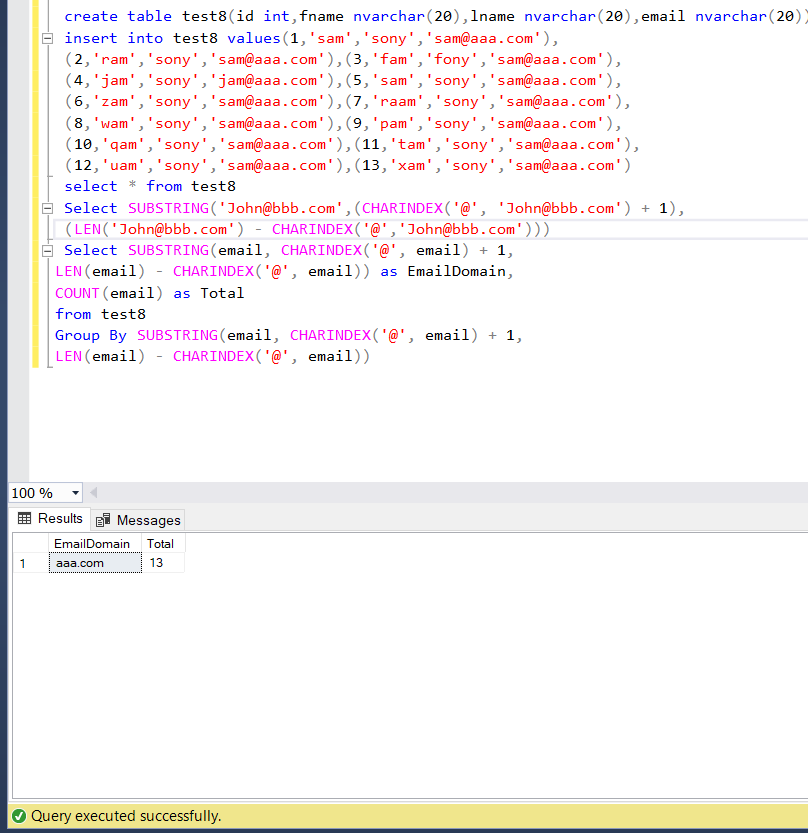 create table test8(id int,fname nvarchar(20),lname nvarchar(20),email nvarchar(20))
insert into test8 values(1,'sam','sony','sam@aaa.com'),
(2,'ram','sony','sam@aaa.com'),(3,'fam','fony','sam@aaa.com'),
(4,'jam','sony','jam@aaa.com'),(5,'sam','sony','sam@aaa.com'),
(6,'zam','sony','sam@aaa.com'),(7,'raam','sony','sam@aaa.com'),
(8,'wam','sony','sam@aaa.com'),(9,'pam','sony','sam@aaa.com'),
(10,'qam','sony','sam@aaa.com'),(11,'tam','sony','sam@aaa.com'),
(12,'uam','sony','sam@aaa.com'),(13,'xam','sony','sam@aaa.com')
select * from test8
Select SUBSTRING('John@bbb.com',(CHARINDEX('@', 'John@bbb.com') + 1),
(LEN('John@bbb.com') - CHARINDEX('@','John@bbb.com')))
Select SUBSTRING(email, CHARINDEX('@', email) + 1,
LEN(email) - CHARINDEX('@', email)) as EmailDomain,
COUNT(email) as Total
from test8
Group By SUBSTRING(email, CHARINDEX('@', email) + 1,
LEN(email) - CHARINDEX('@', email))
100 %
Results Messages
EmailDomain Total
1 aaa.com 13
Query executed successfully.